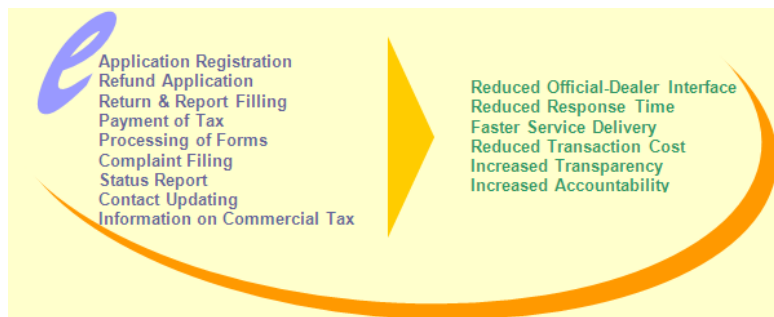 e
Application Registration
Refund Application
Return & Report Filling
Payment of Tax
Processing of Forms
Complaint Filing
Status Report
Contact Updating
Information on Commercial Tax
Reduced Official-Dealer Interface
Reduced Response Time
Faster Service Delivery
Reduced Transaction Cost
Increased Transparency
Increased Accountability